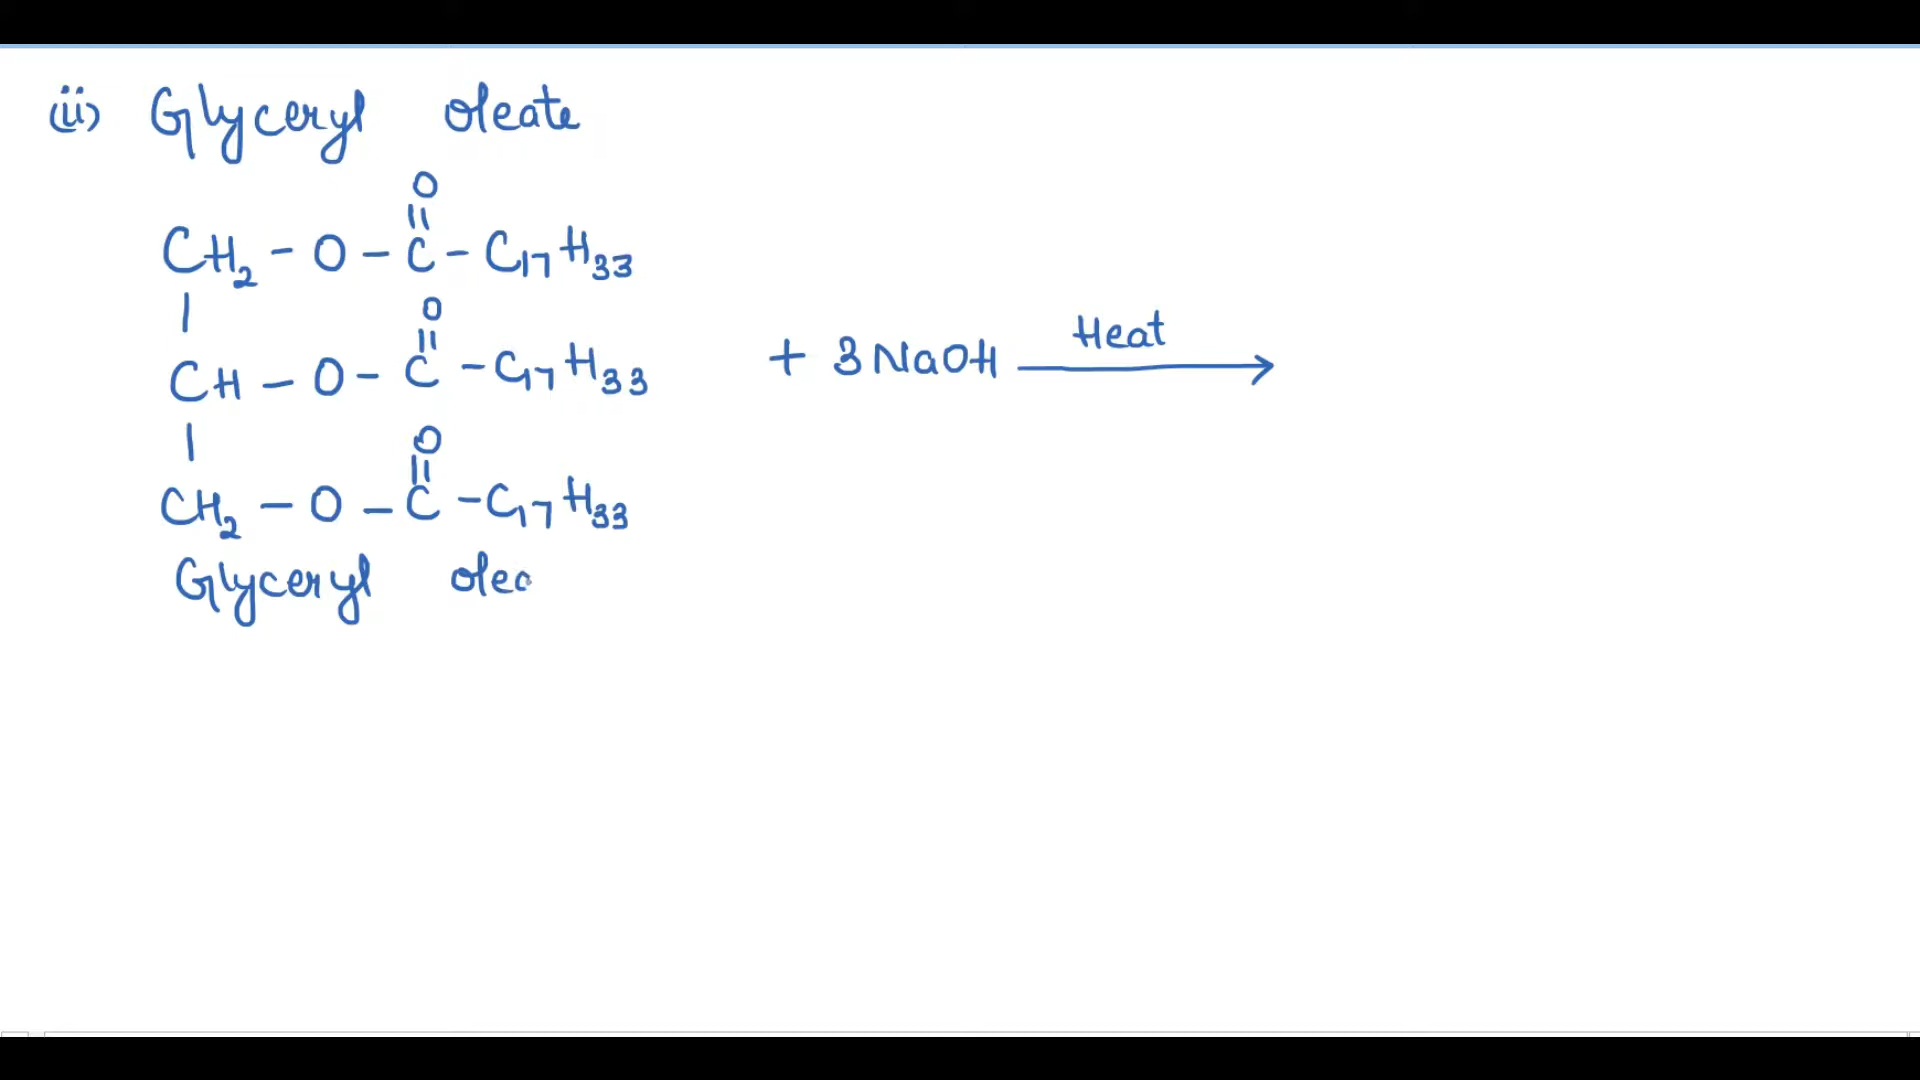 (ii) Glyceryl oleate
O
||
CH₂ - O - C - C₁₇H₃₃
|
O
||
CH - O - C - C₁₇H₃₃ + 3NaOH Heat →
|
O
||
CH₂ - O - C - C₁₇H₃₃
Glyceryl olea